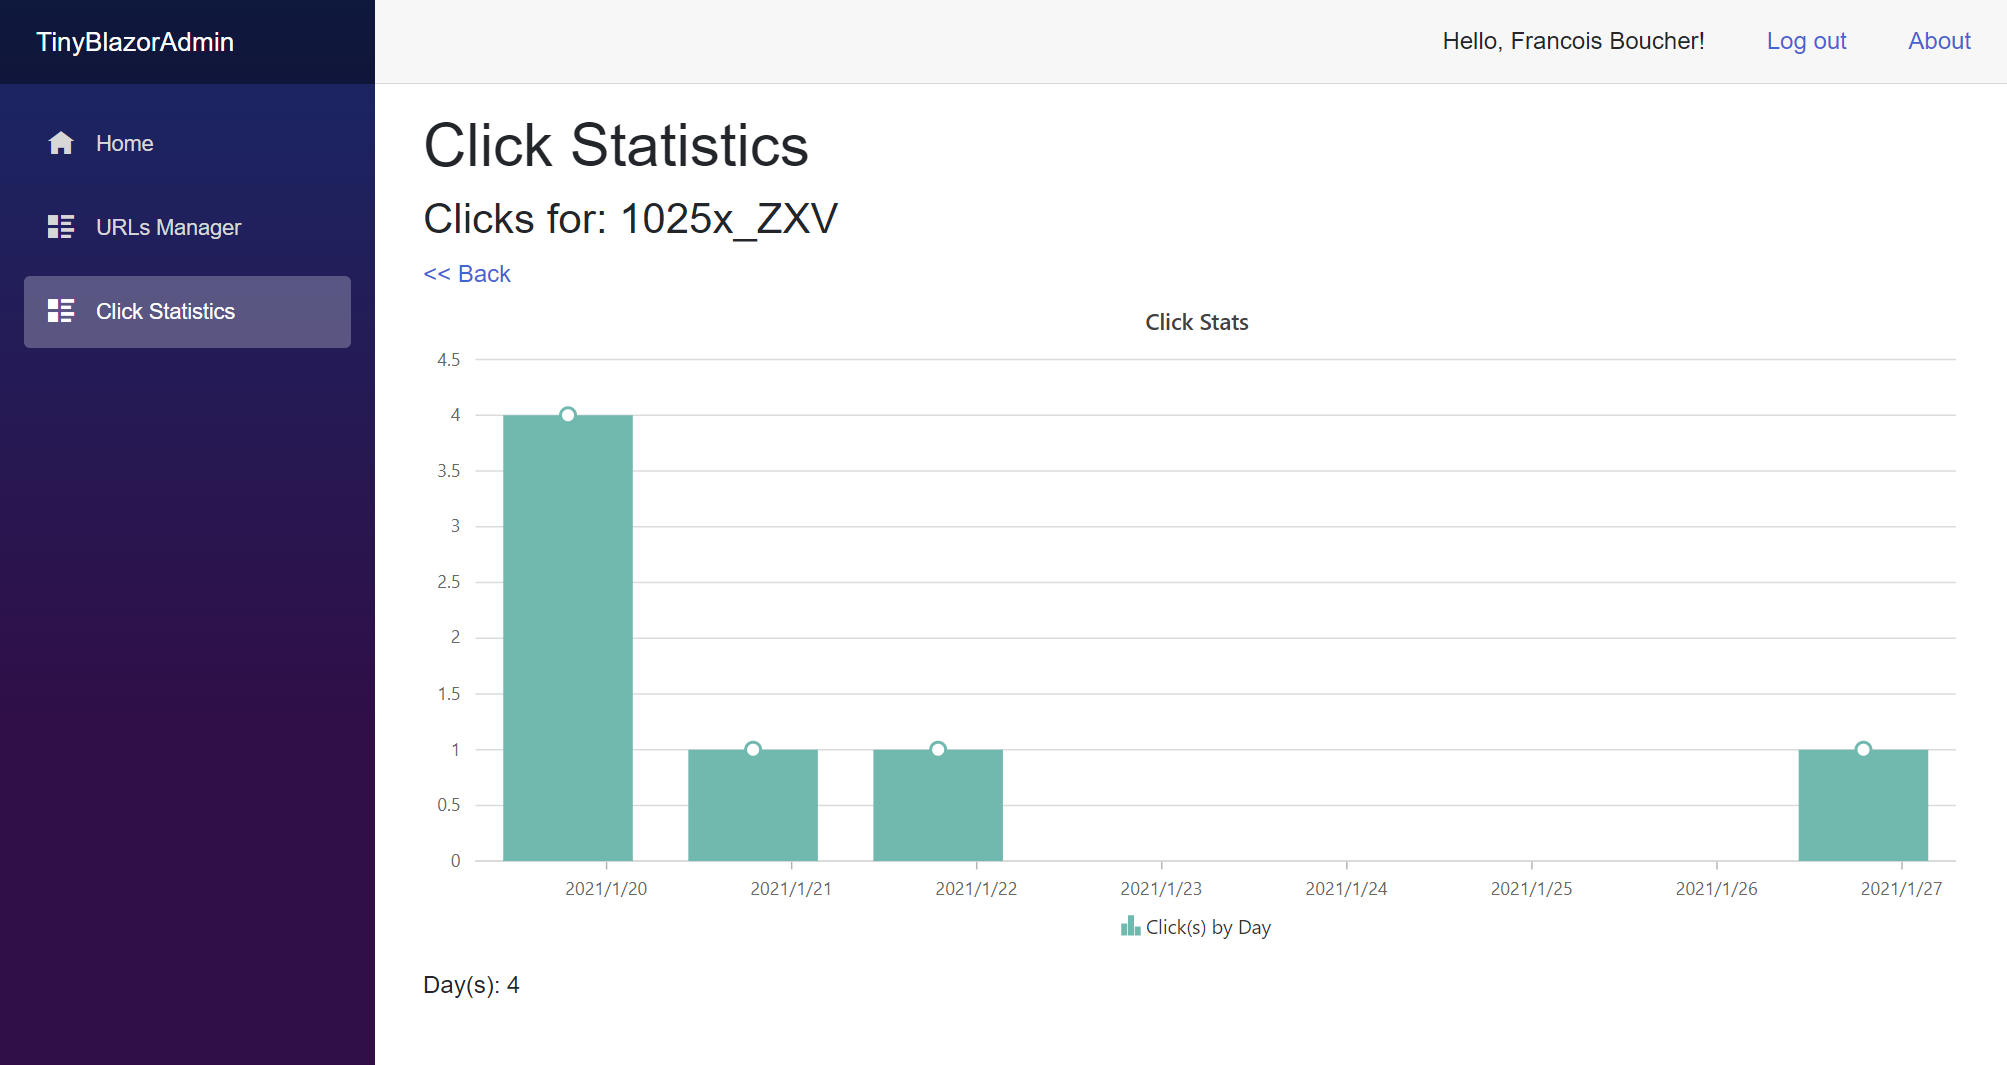 TinyBlazorAdmin
Hello, Francois Boucher! Log out About
Home
URLs Manager
Click Statistics
Click Statistics
Clicks for: 1025x_ZXV
<< Back
Click Stats
4.5
4
3.5
3
2.5
2
1.5
1
0.5
0
2021/1/20 2021/1/21 2021/1/22 2021/1/23 2021/1/24 2021/1/25 2021/1/26 2021/1/27
Click(s) by Day
Day(s): 4